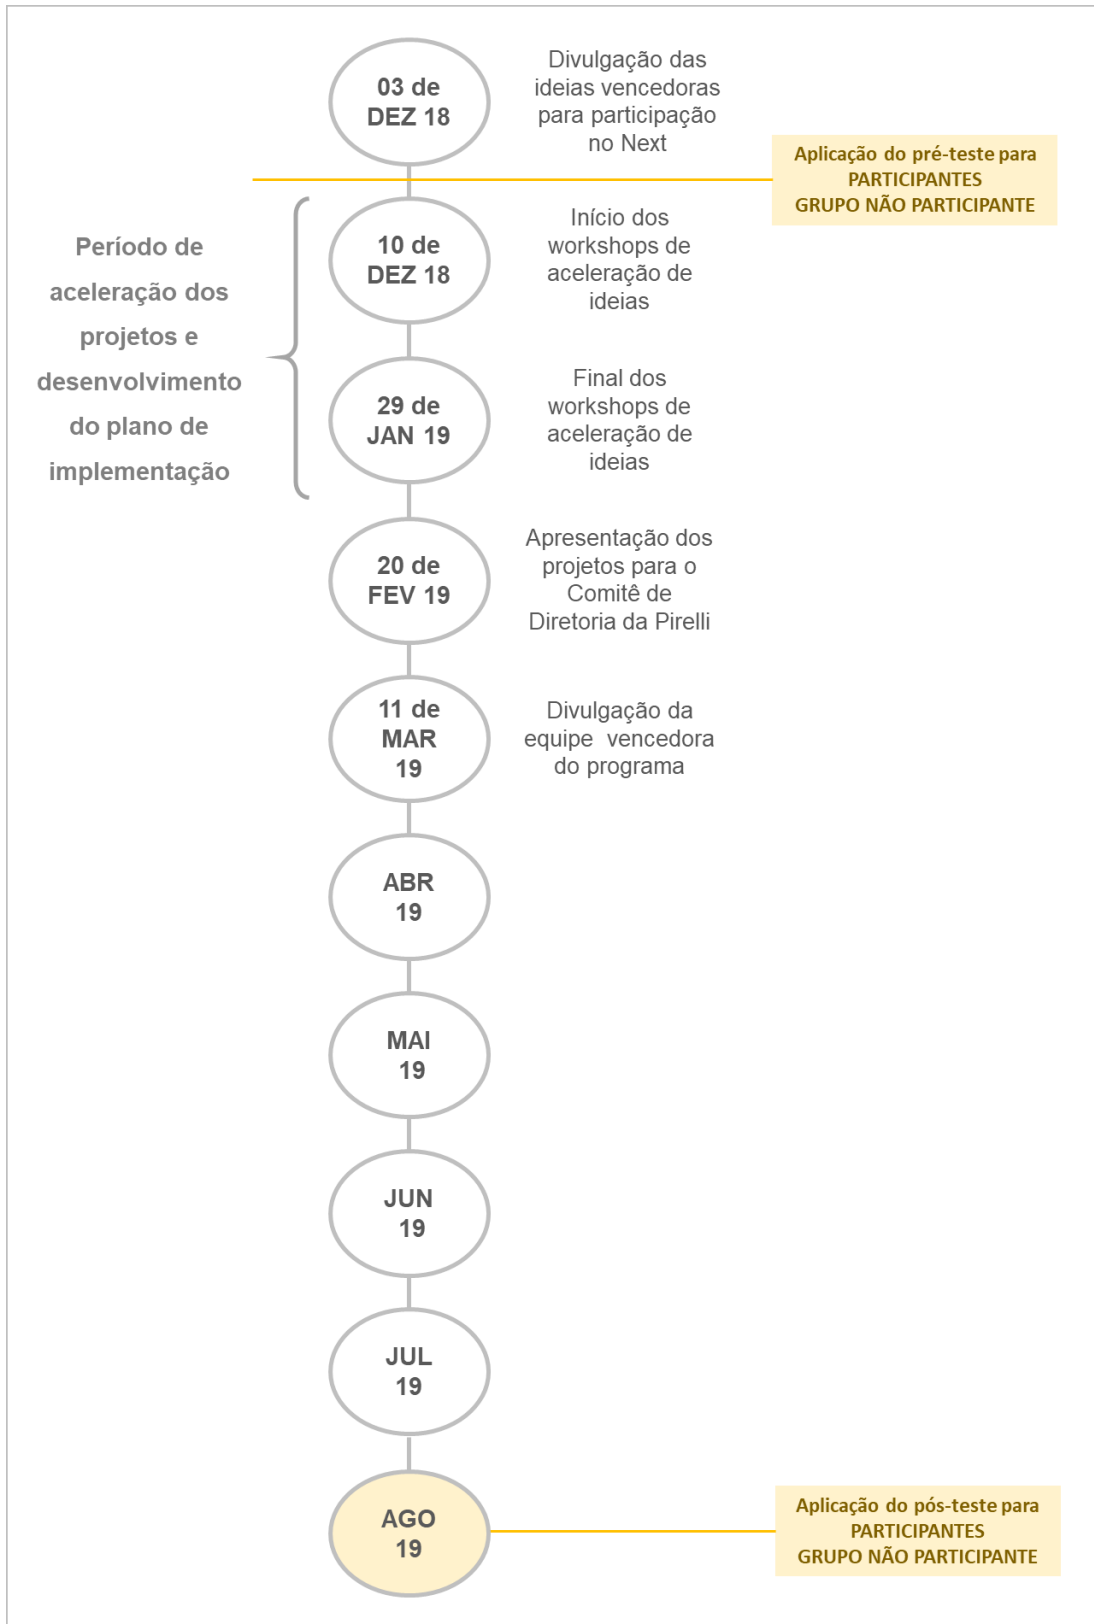 03 de
DEZ 18
Divulgação das
ideias vencedoras
para participação
no Next
Aplicação do pré-teste para
PARTICIPANTES
GRUPO NÃO PARTICIPANTE
Período de
aceleração dos
projetos e
desenvolvimento
do plano de
implementação
10 de
DEZ 18
Início dos
workshops de
aceleração de
ideias
29 de
JAN 19
Final dos
workshops de
aceleração de
ideias
20 de
FEV 19
Apresentação dos
projetos para o
Comitê de
Diretoria da Pirelli
11 de
MAR
19
Divulgação da
equipe vencedora
do programa
ABR
19
MAI
19
JUN
19
JUL
19
AGO
19
Aplicação do pós-teste para
PARTICIPANTES
GRUPO NÃO PARTICIPANTE